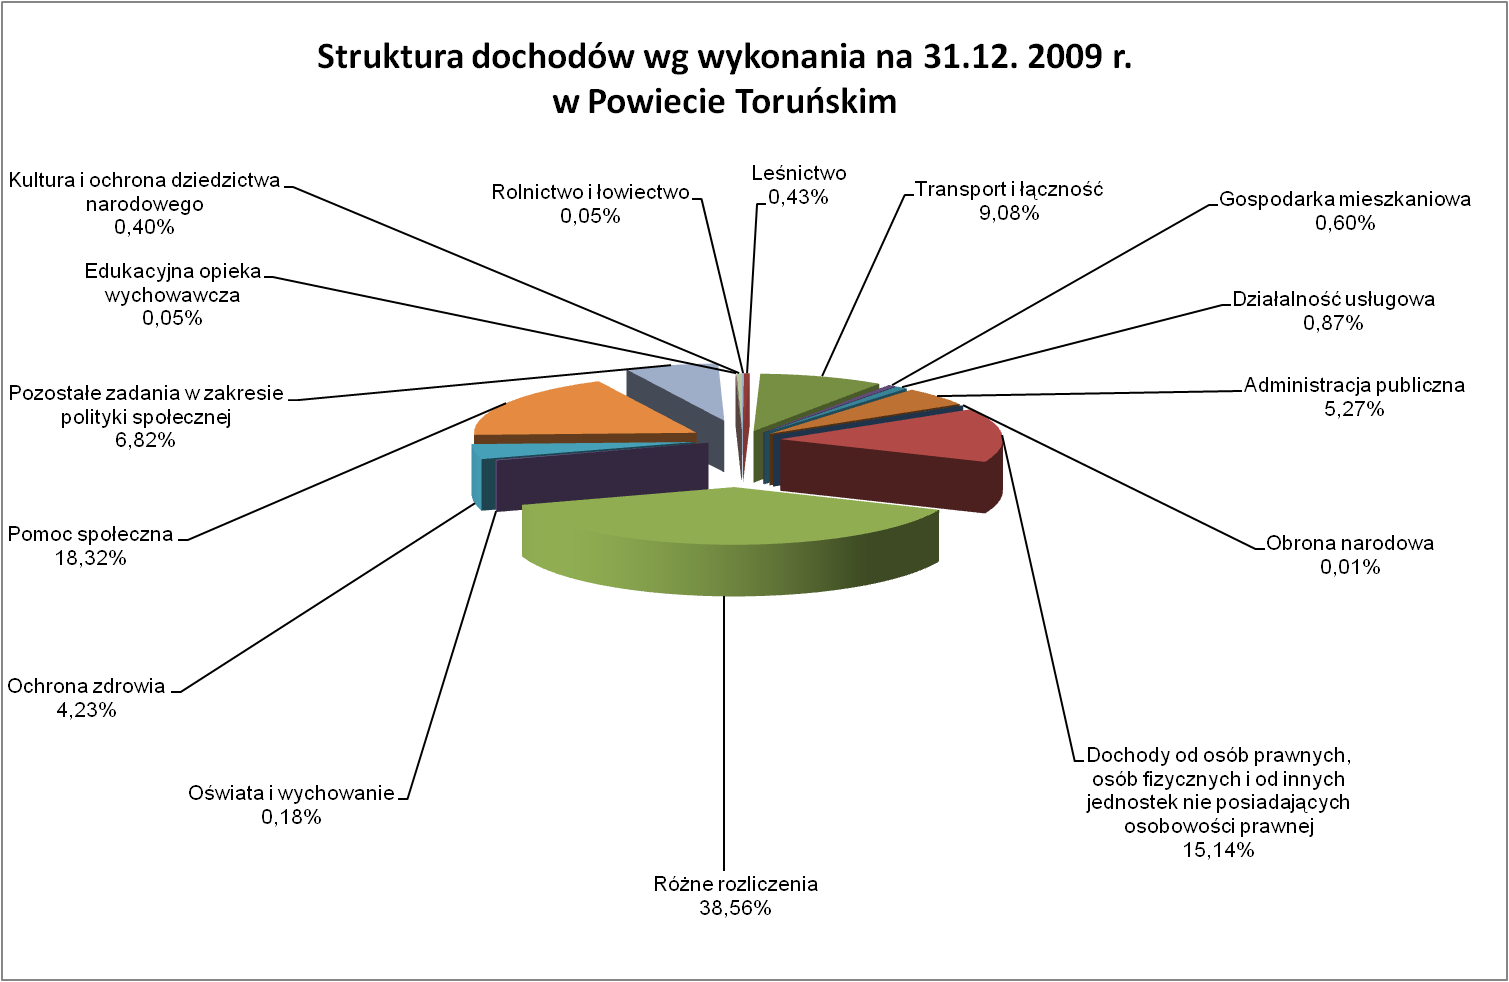 Struktura dochodów wg wykonania na 31.12. 2009 r.
w Powiecie Toruńskim
Kultura i ochrona dziedzictwa
narodowego
0,40%
Rolnictwo i łowiectwo
0,05%
Leśnictwo
0,43%
Transport i łączność
9,08%
Gospodarka mieszkaniowa
0,60%
Edukacyjna opieka
wychowawcza
0,05%
Działalność usługowa
0,87%
Pozostałe zadania w zakresie
polityki społecznej
6,82%
Administracja publiczna
5,27%
Pomoc społeczna
18,32%
Obrona narodowa
0,01%
Ochrona zdrowia
4,23%
Oświata i wychowanie
0,18%
Dochody od osób prawnych,
osób fizycznych i od innych
jednostek nie posiadających
osobowości prawnej
15,14%
Różne rozliczenia
38,56%